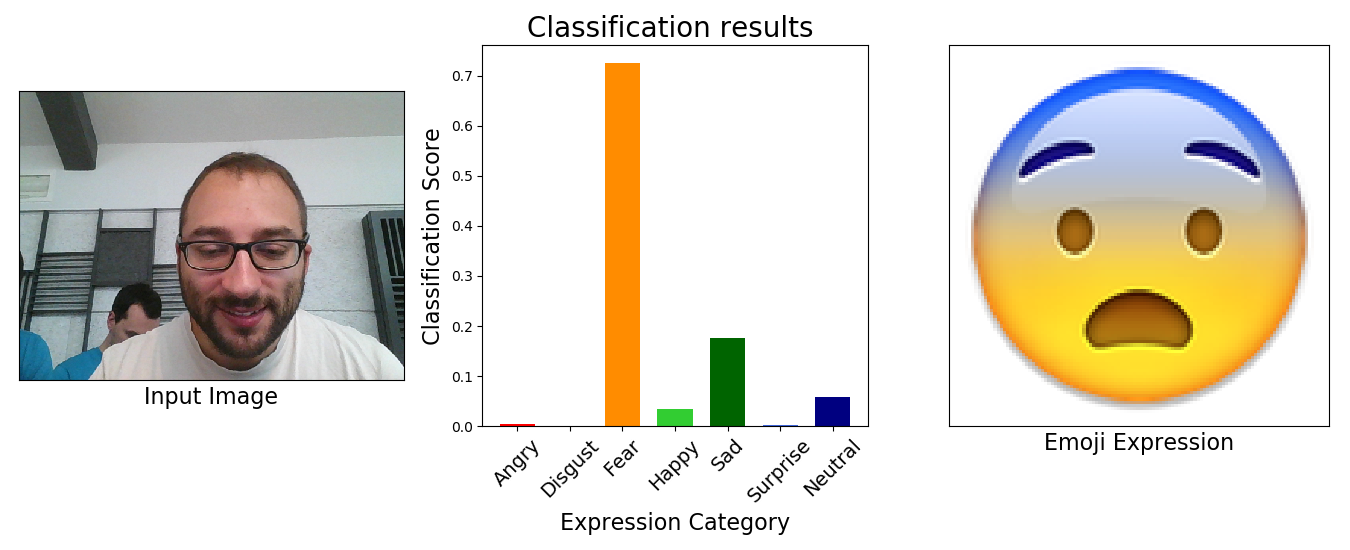 Classification results
Input Image
Classification Score
0.7
0.6
0.5
0.4
0.3
0.2
0.1
0.0
Angry
Disgust
Fear
Happy
Sad
Surprise
Neutral
Expression Category
Emoji Expression